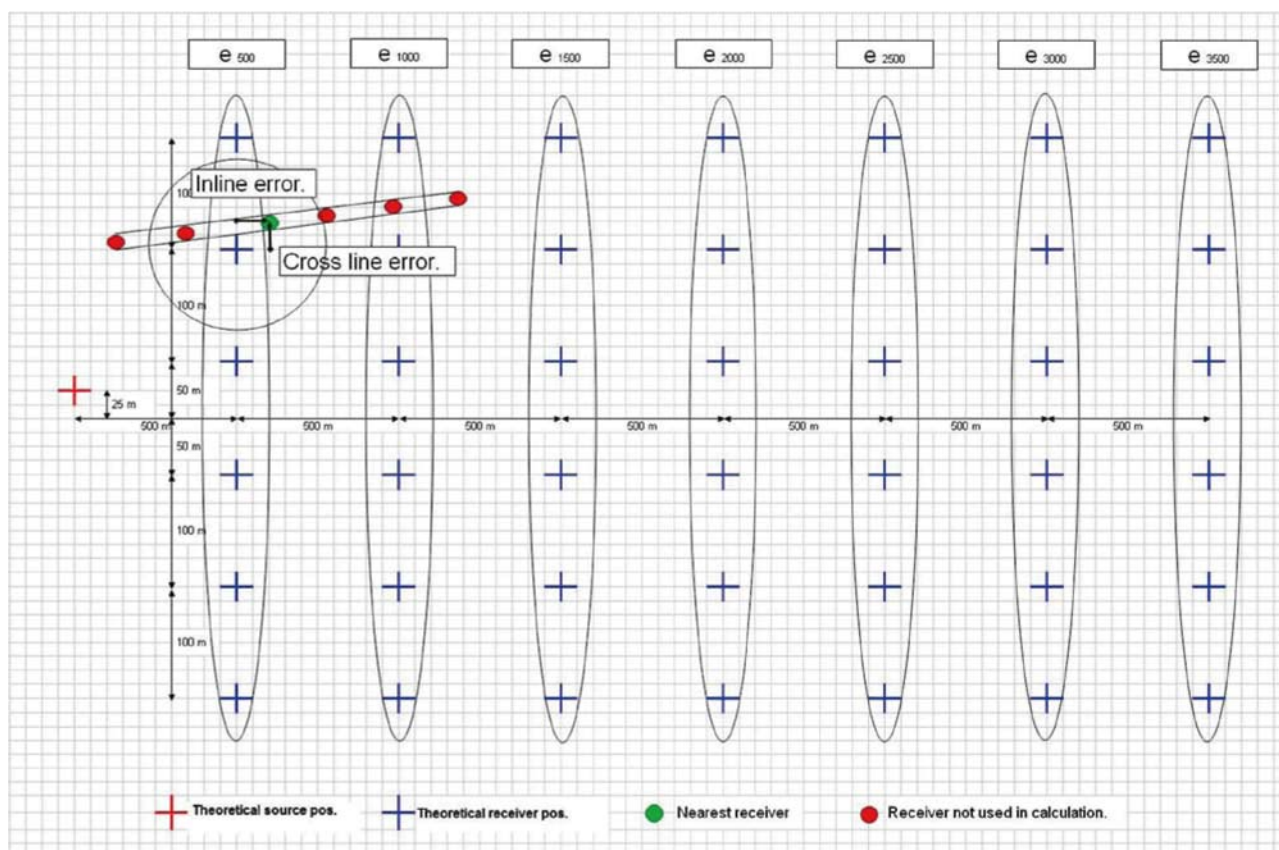 e 500
e 1000
e 1500
e 2000
e 2500
e 3000
e 3500
Inline error.
Cross line error.
100 m
50 m
25 m
500 m
500 m
500 m
500 m
500 m
500 m
500 m
50 m
100 m
100 m
Theoretical source pos.
Theoretical receiver pos.
Nearest receiver
Receiver not used in calculation.